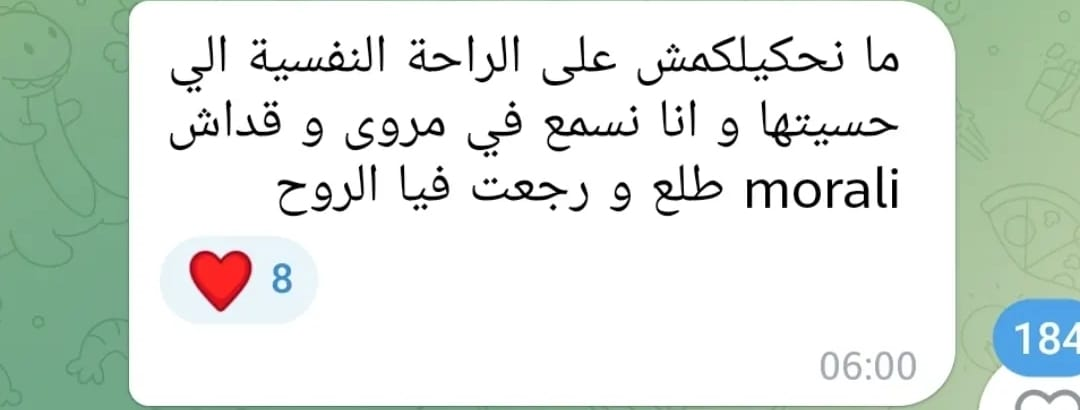 ما نحكيلكمش على الراحة النفسية الي
حسيتها و انا نسمع في مروى و قداش
morali طلع و رجعت فيا الروح
❤️ 8
06:00
184